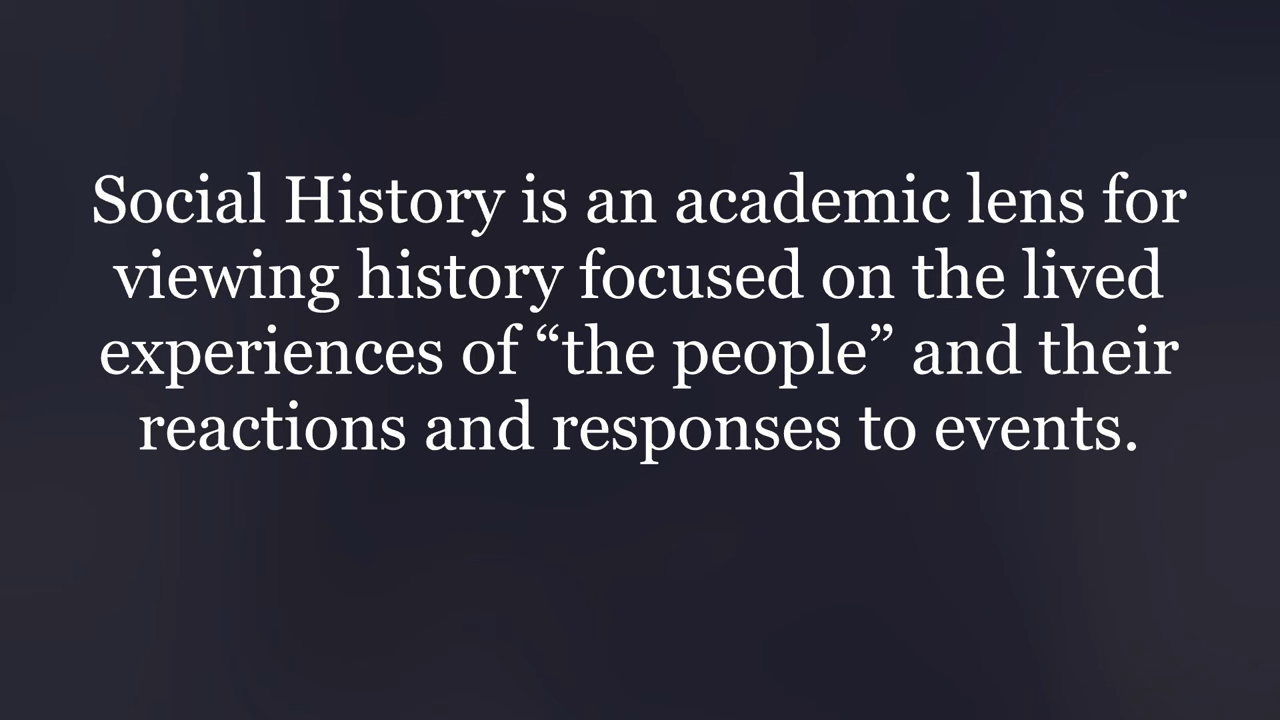 Social History is an academic lens for
viewing history focused on the lived
experiences of “the people” and their
reactions and responses to events.